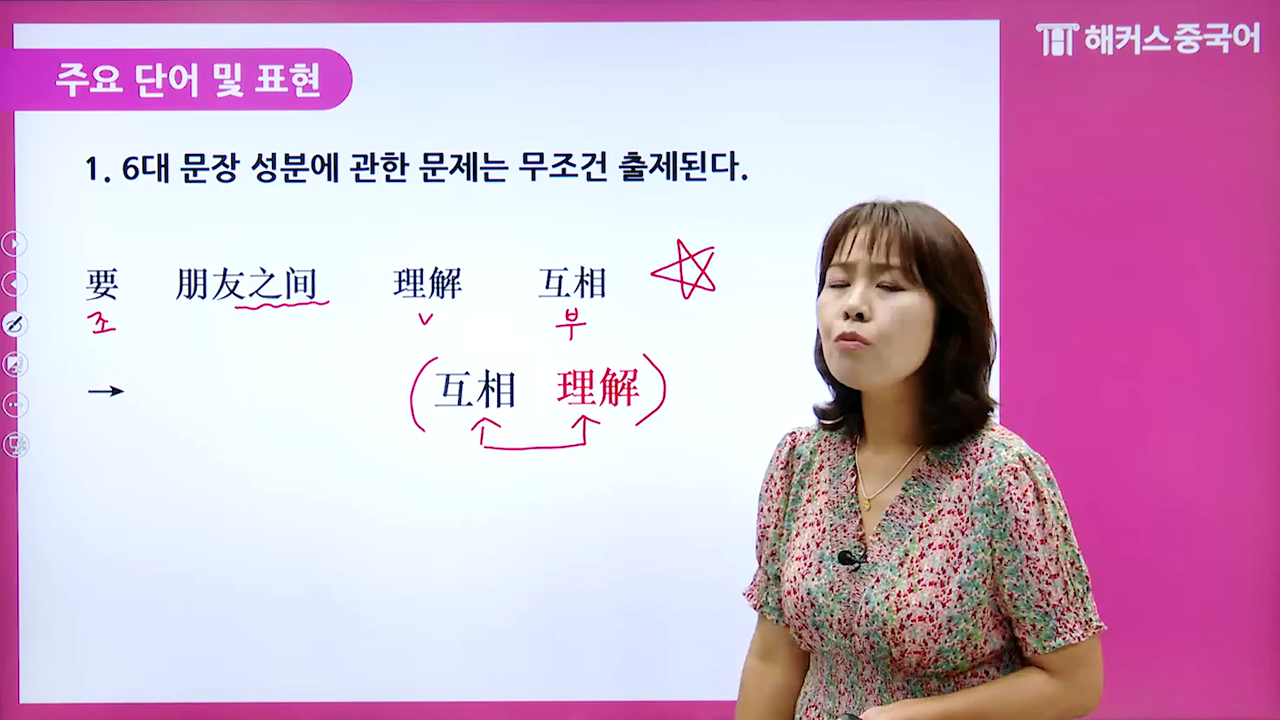 해커스중국어
주요 단어 및 표현
1. 6대 문장 성분에 관한 문제는 무조건 출제된다.
要 朋友之间 理解 互相
조 v 부
→ (互相 理解)